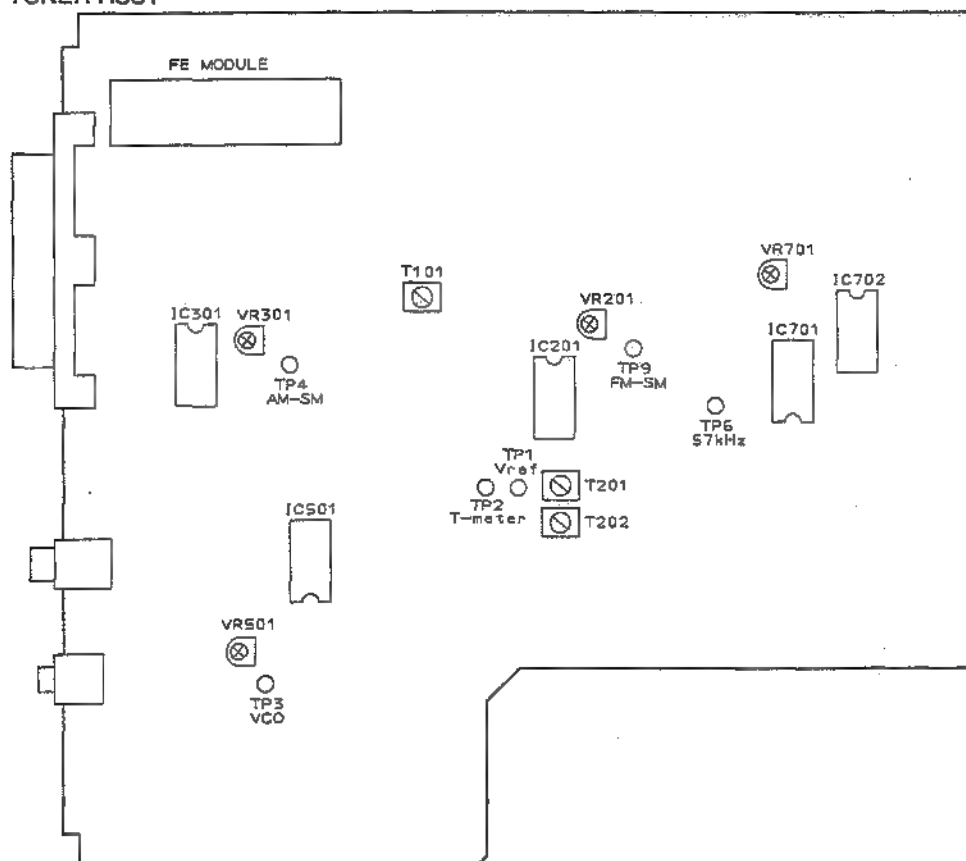 FE MODULE
VR701
T101
IC702
IC301
VR301
VR201
IC701
IC201
TP4
AM-SM
TP9
FM-SM
TP6
57kHz
TP1
Vref
T201
TP2
T-meter
T202
IC501
VR501
TP3
VCO